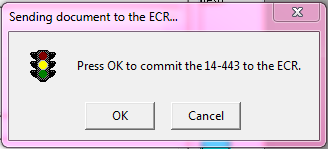 Sending document to the ECR...
Press OK to commit the 14-443 to the ECR.
OK
Cancel